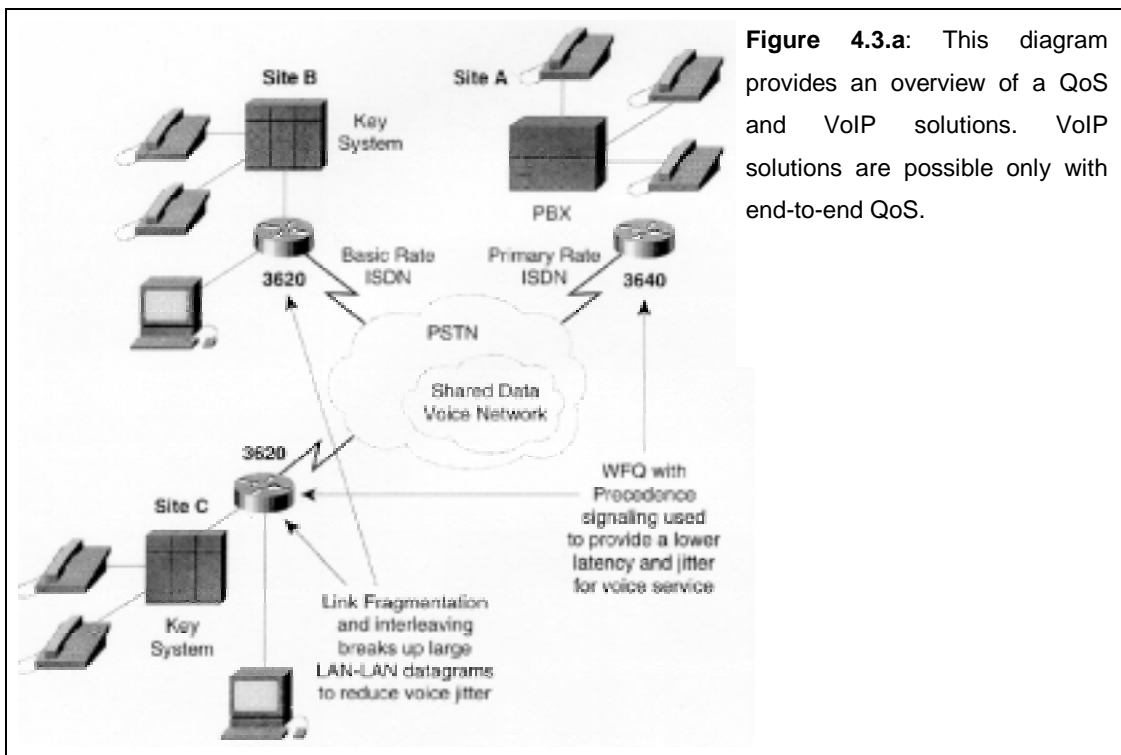 Figure 4.3.a: This diagram
provides an overview of a QoS
and VoIP solutions. VoIP
solutions are possible only with
end-to-end QoS.
Site B
Key
System
Site A
PBX
3620
Basic Rate
ISDN
Primary Rate
ISDN
3640
PSTN
Shared Data
Voice Network
3620
Site C
Key
System
WFQ with
Precedence
signaling used
to provide a lower
latency and jitter
for voice service
Link Fragmentation
and interleaving
breaks up large
LAN-LAN datagrams
to reduce voice jitter